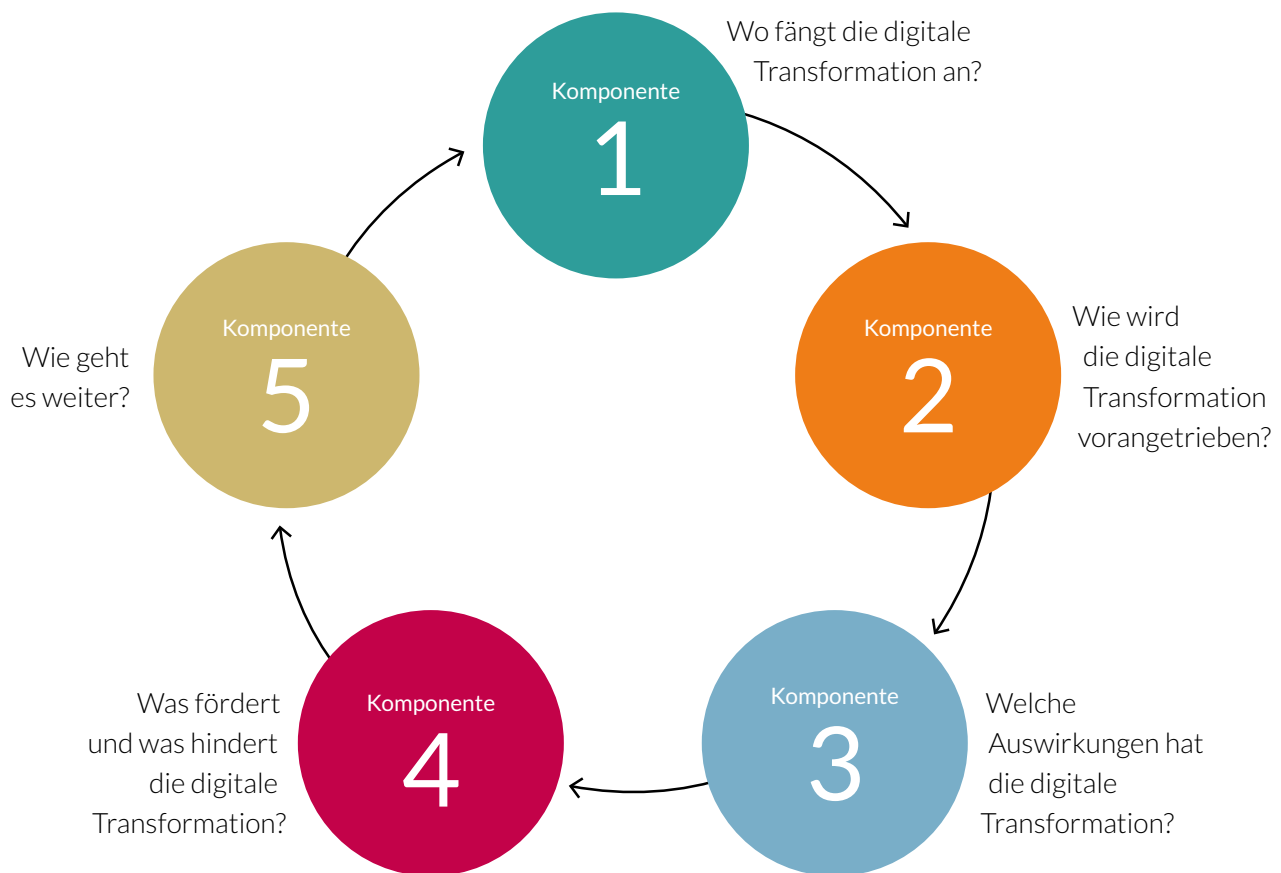 Wo fängt die digitale
Transformation an?
Komponente
1
Komponente
2
Wie wird
die digitale
Transformation
vorangetrieben?
Komponente
3
Welche
Auswirkungen hat
die digitale
Transformation?
Komponente
4
Was fördert
und was hindert
die digitale
Transformation?
Komponente
5
Wie geht
es weiter?